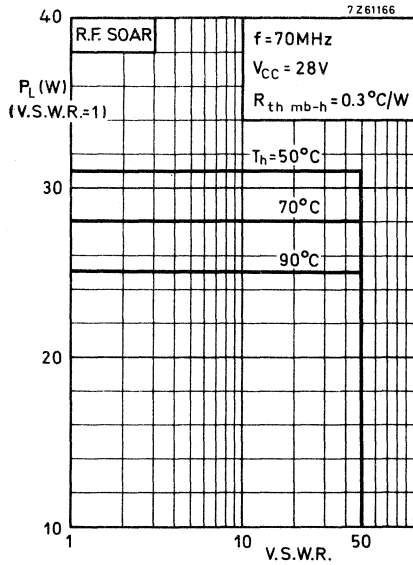 7Z61166
40
R.F. SOAR
f=70MHz
V_CC = 28V
R_th mb-h = 0.3°C/W
P_L (W)
(V.S.W.R.=1)
T_h = 50°C
30
70°C
90°C
20
10
1
10
50
V.S.W.R.